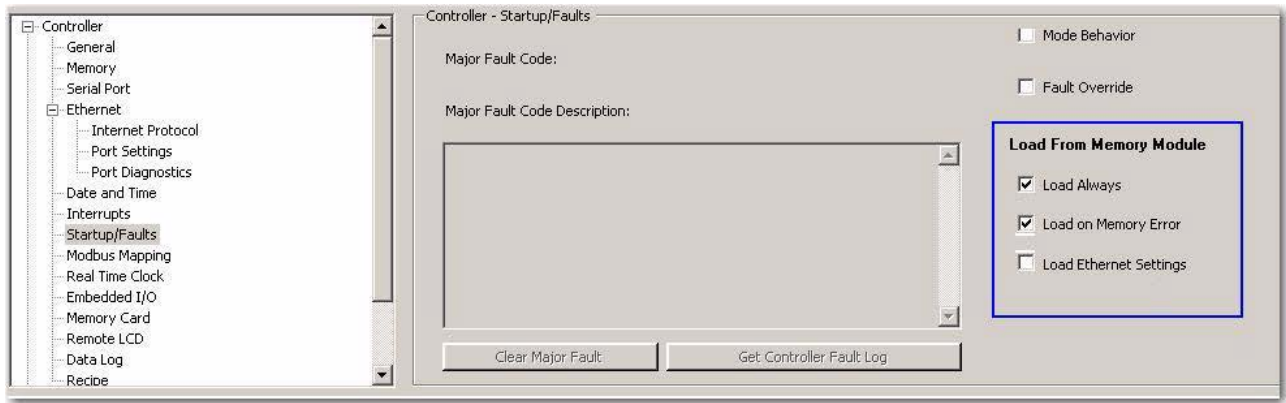 Controller
General
Memory
Serial Port
Ethernet
Internet Protocol
Port Settings
Port Diagnostics
Date and Time
Interrupts
Startup/Faults
Modbus Mapping
Real Time Clock
Embedded I/O
Memory Card
Remote LCD
Data Log
Recipe
Controller - Startup/Faults
Major Fault Code:
Major Fault Code Description:
Clear Major Fault
Get Controller Fault Log
Mode Behavior
Fault Override
Load From Memory Module
Load Always
Load on Memory Error
Load Ethernet Settings